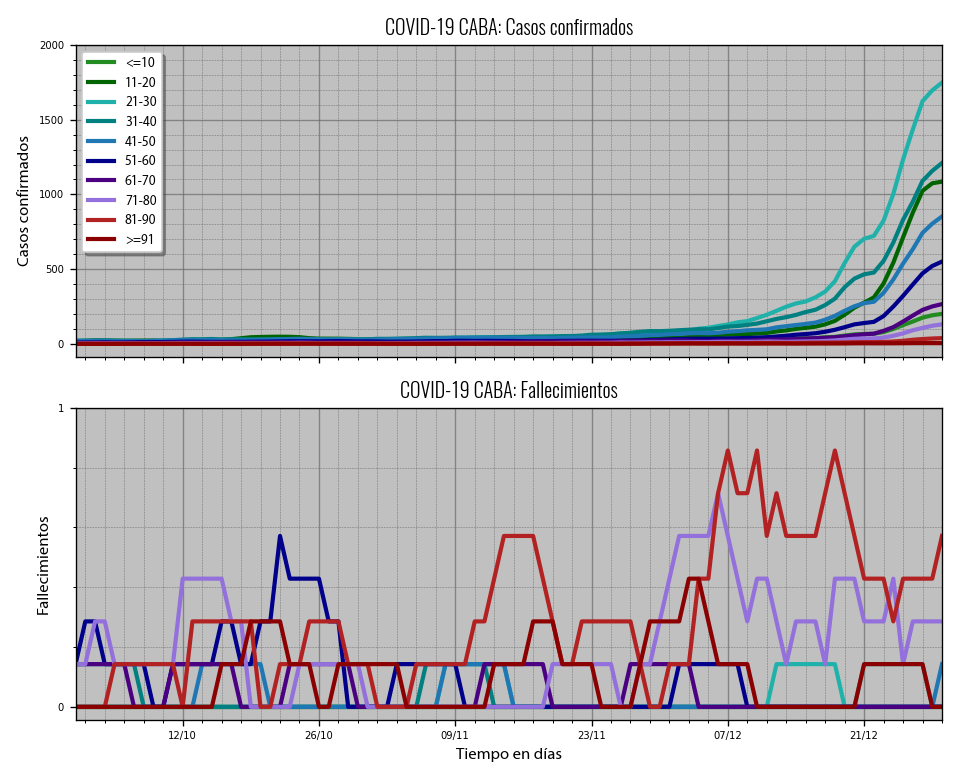 COVID-19 CABA: Casos confirmados
2000
1500
1000
500
0
Casos confirmados
<=10
11-20
21-30
31-40
41-50
51-60
61-70
71-80
81-90
>=91
COVID-19 CABA: Fallecimientos
1
0
Fallecimientos
12/10 26/10 09/11 23/11 07/12 21/12
Tiempo en días